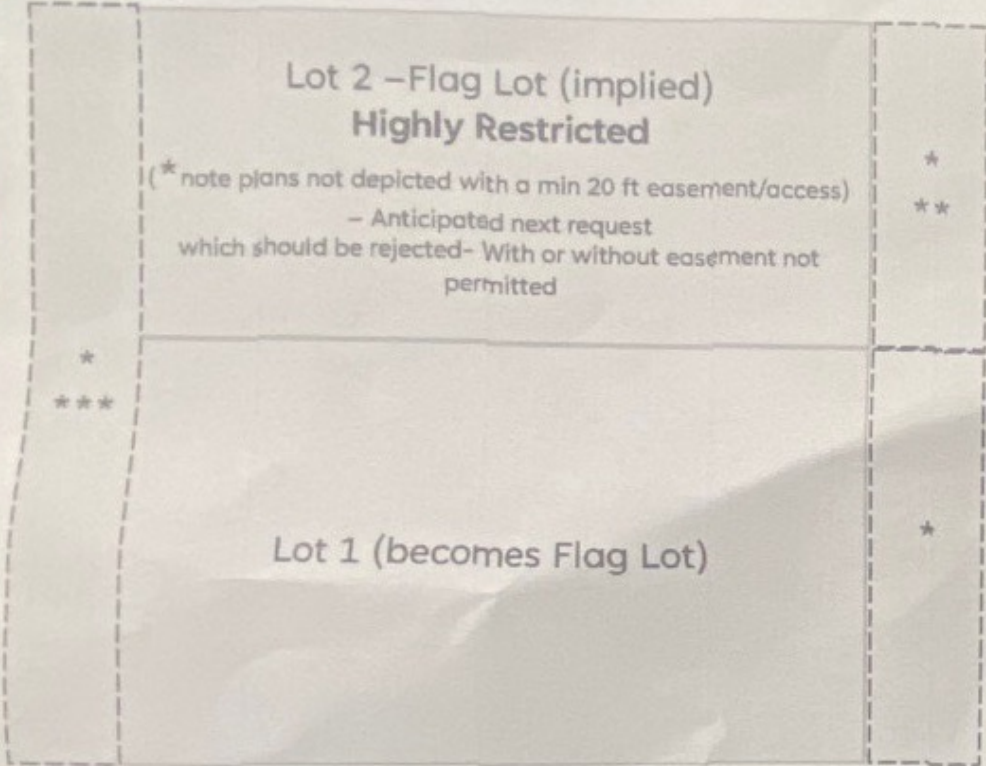 Lot 2 –Flag Lot (implied)
Highly Restricted
(*note plans not depicted with a min 20 ft easement/access)
– Anticipated next request
which should be rejected- With or without easement not
permitted
*
**
*
***
Lot 1 (becomes Flag Lot)
*